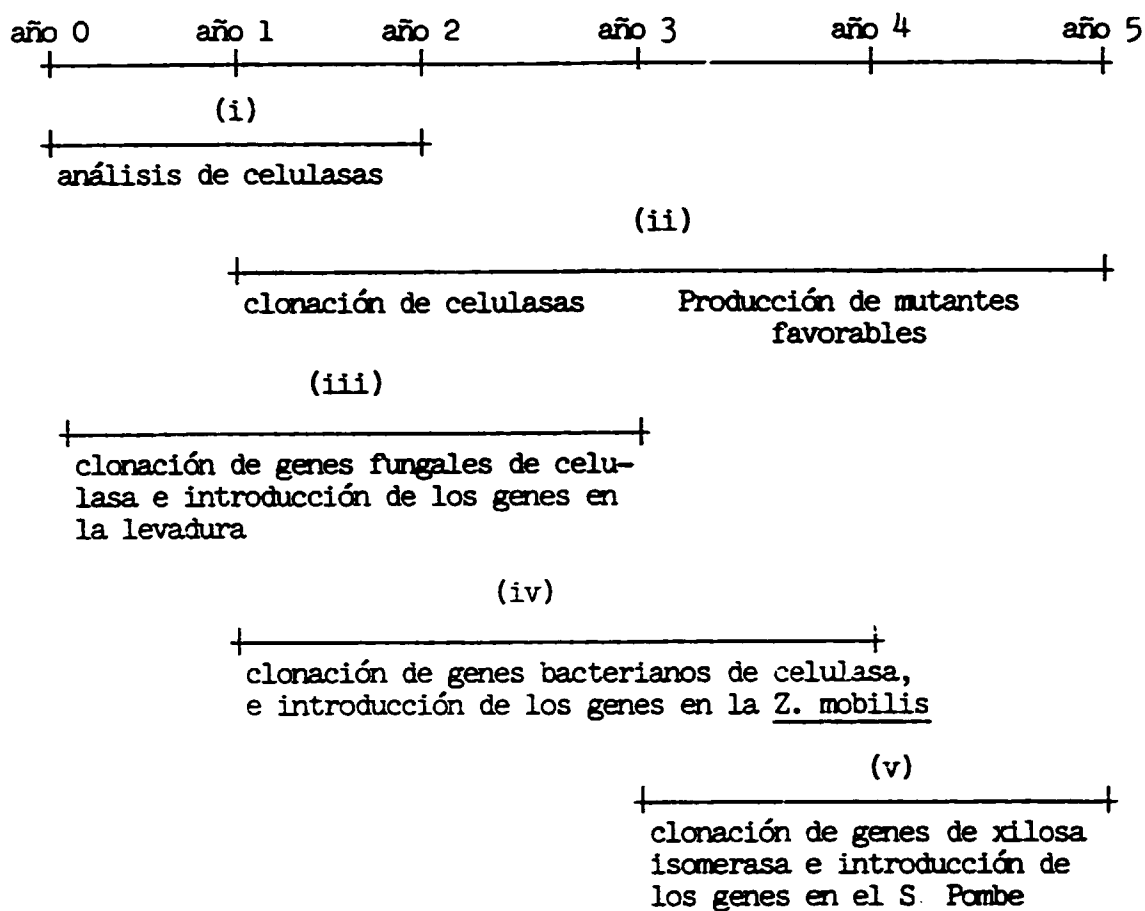 año 0 año 1 año 2 año 3 año 4 año 5
(i)
análisis de celulasas
(ii)
clonación de celulasas Producción de mutantes
favorables
(iii)
clonación de genes fungales de celu-
lasa e introducción de los genes en
la levadura
(iv)
clonación de genes bacterianos de celulasa,
e introducción de los genes en la Z. mobilis
(v)
clonación de genes de xilosa
isomerasa e introducción de
los genes en el S. Pombe